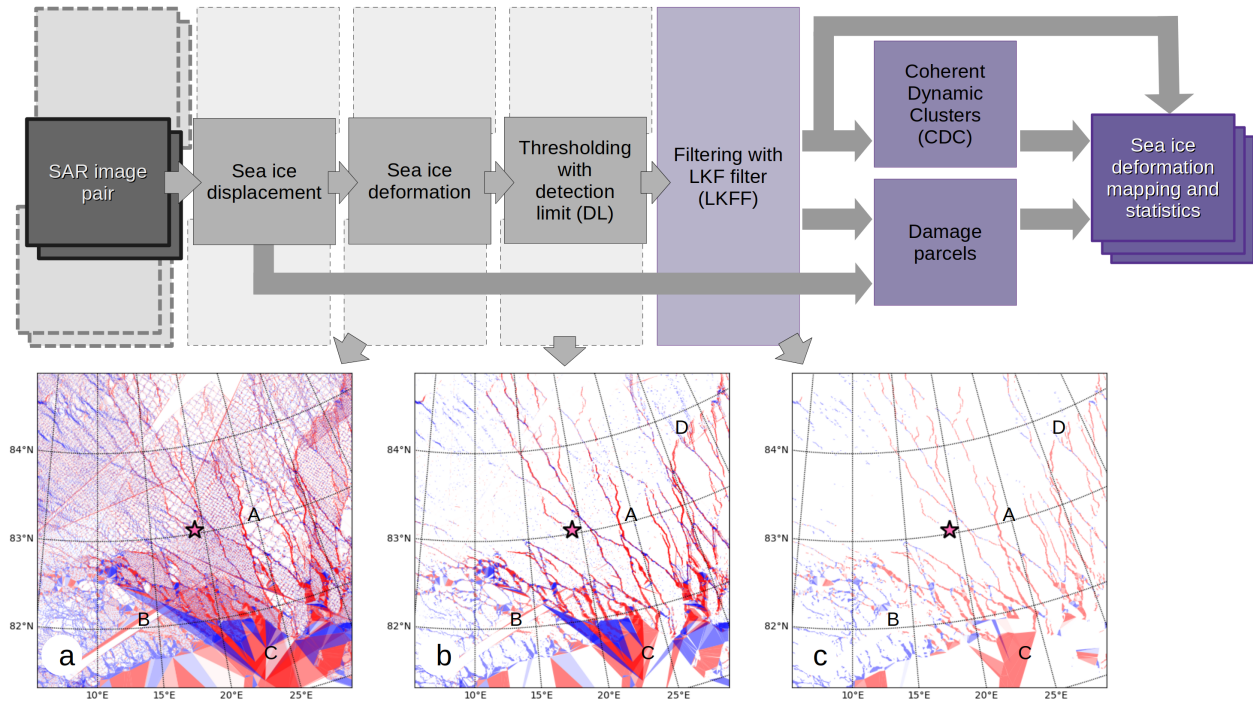 SAR image
pair
Sea ice
displacement
Sea ice
deformation
Thresholding
with
detection
limit (DL)
Filtering with
LKF filter
(LKFF)
Coherent
Dynamic
Clusters
(CDC)
Damage
parcels
Sea ice
deformation
mapping and
statistics
84°N
83°N
82°N
A
B
C
a
10°E
15°E
20°E
25°E
84°N
83°N
82°N
D
A
B
C
b
10°E
15°E
20°E
25°E
84°N
83°N
82°N
D
A
B
C
c
10°E
15°E
20°E
25°E